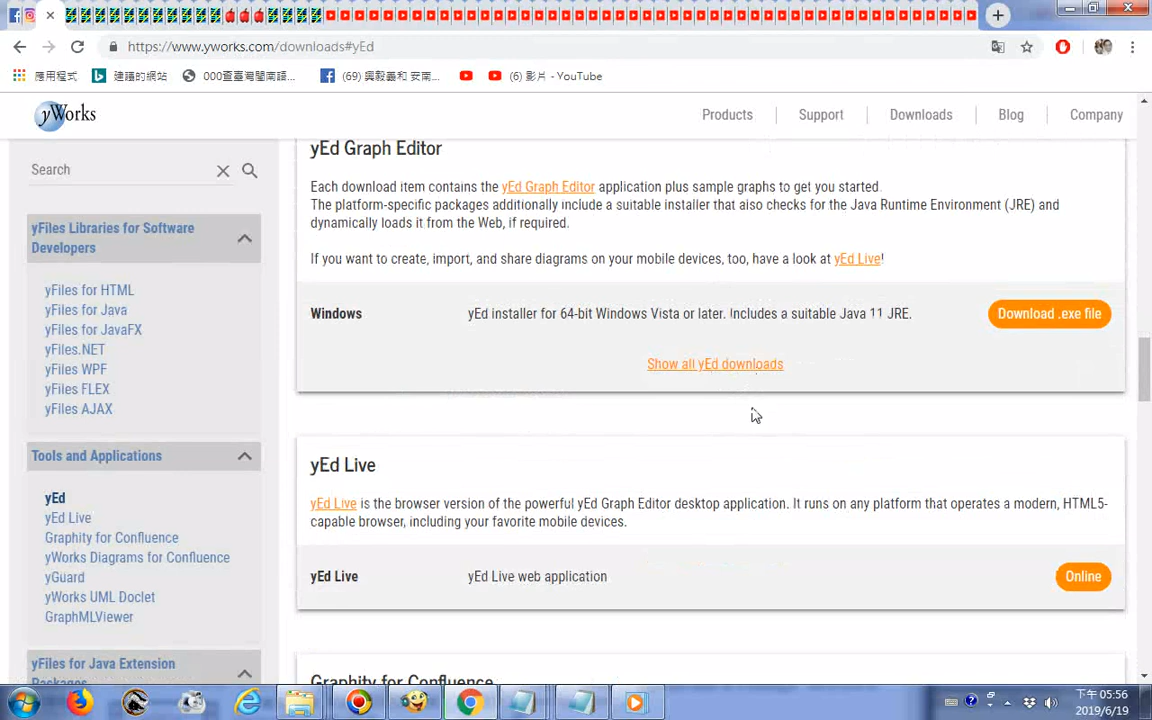 https://www.yworks.com/downloads#yEd
應用程式
建議的網站
000查臺灣閩南語...
(69) 興毅義和 安南...
(6) 影片 - YouTube
yWorks
Products
Support
Downloads
Blog
Company
Search
yFiles Libraries for Software
Developers
yFiles for HTML
yFiles for Java
yFiles for JavaFX
yFiles.NET
yFiles WPF
yFiles FLEX
yFiles AJAX
Tools and Applications
yEd
yEd Live
Graphity for Confluence
yWorks Diagrams for Confluence
yGuard
yWorks UML Doclet
GraphMLViewer
yFiles for Java Extension
Packages
yEd Graph Editor
Each download item contains the yEd Graph Editor application plus sample graphs to get you started.
The platform-specific packages additionally include a suitable installer that also checks for the Java Runtime Environment (JRE) and
dynamically loads it from the Web, if required.
If you want to create, import, and share diagrams on your mobile devices, too, have a look at yEd Live!
Windows
yEd installer for 64-bit Windows Vista or later. Includes a suitable Java 11 JRE.
Download .exe file
Show all yEd downloads
yEd Live
yEd Live is the browser version of the powerful yEd Graph Editor desktop application. It runs on any platform that operates a modern, HTML5-
capable browser, including your favorite mobile devices.
yEd Live
yEd Live web application
Online
Graphity for Confluence
下午 05:56
2019/6/19